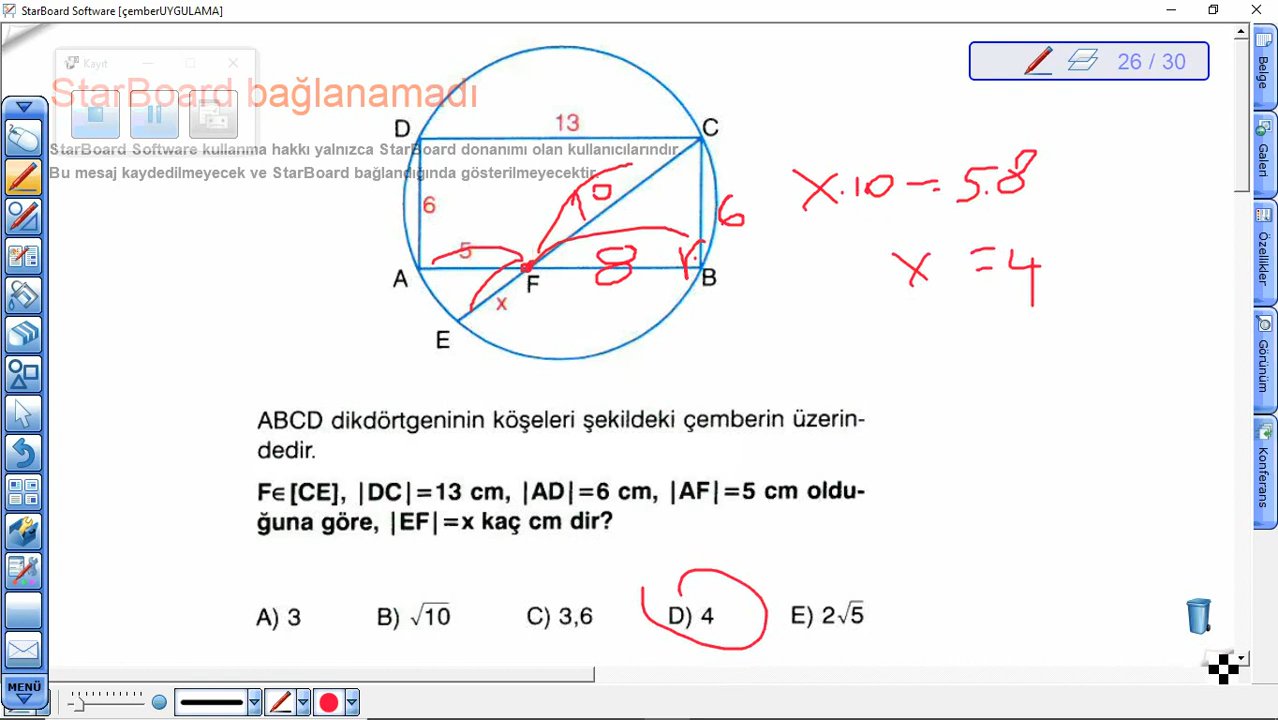 StarBoard Software [çemberUYGULAMA]
Kayıt
StarBoard bağlanamadı
StarBoard Software kullanma hakkı yalnızca StarBoard donanımı olan kullanıcılarındır.
Bu mesaj kaydedilmeyecek ve StarBoard bağlandığında gösterilmeyecektir.
26 / 30
Belge
Galeri
Özellikler
Görünüm
Konferans
D
13
C
6
10
6
5
8
A
F
B
x
E
x.10 = 5.8
x = 4
ABCD dikdörtgeninin köşeleri şekildeki çemberin üzerin-
dedir.
F∈[CE], |DC|=13 cm, |AD|=6 cm, |AF|=5 cm oldu-
ğuna göre, |EF|=x kaç cm dir?
A) 3 B) √10 C) 3,6 D) 4 E) 2√5
MENÜ